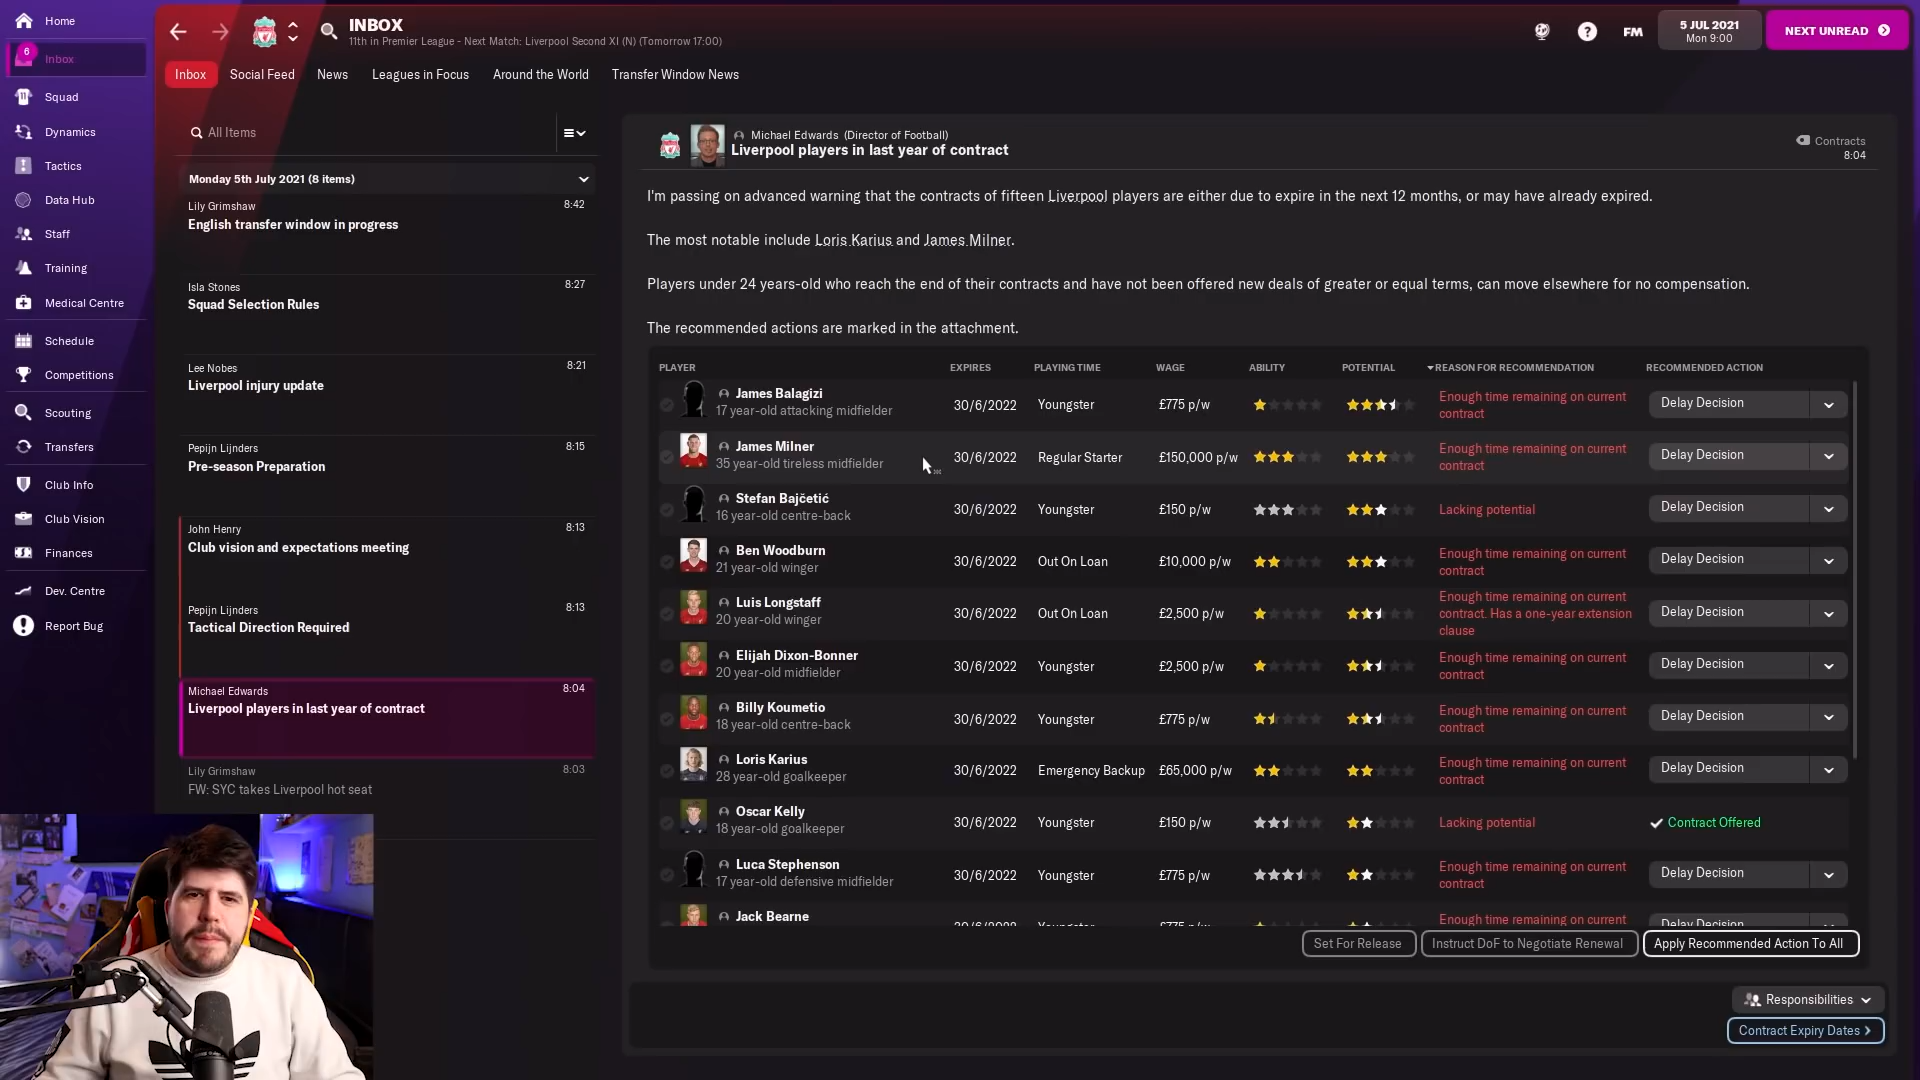 Home
6
Inbox
Squad
Dynamics
Tactics
Data Hub
Staff
Training
Medical Centre
Schedule
Competitions
Scouting
Transfers
Club Info
Club Vision
Finances
Dev. Centre
Report Bug
INBOX
11th in Premier League - Next Match: Liverpool Second XI (N) (Tomorrow 17:00)
FM
5 JUL 2021
Mon 9:00
NEXT UNREAD
Inbox
Social Feed
News
Leagues in Focus
Around the World
Transfer Window News
All Items
Monday 5th July 2021 (8 items)
Lily Grimshaw 8:42
English transfer window in progress
Isla Stones 8:27
Squad Selection Rules
Lee Nobes 8:21
Liverpool injury update
Pepijn Lijnders 8:15
Pre-season Preparation
John Henry 8:13
Club vision and expectations meeting
Pepijn Lijnders 8:13
Tactical Direction Required
Michael Edwards 8:04
Liverpool players in last year of contract
Lily Grimshaw 8:03
FW: SYC takes Liverpool hot seat
Michael Edwards (Director of Football)
Liverpool players in last year of contract
Contracts
8:04
I'm passing on advanced warning that the contracts of fifteen Liverpool players are either due to expire in the next 12 months, or may have already expired.
The most notable include Loris Karius and James Milner.
Players under 24 years-old who reach the end of their contracts and have not been offered new deals of greater or equal terms, can move elsewhere for no compensation.
The recommended actions are marked in the attachment.
PLAYER EXPIRES PLAYING TIME WAGE ABILITY POTENTIAL REASON FOR RECOMMENDATION RECOMMENDED ACTION
James Balagizi
17 year-old attacking midfielder
30/6/2022 Youngster £775 p/w
Enough time remaining on current
contract
Delay Decision
James Milner
35 year-old tireless midfielder
30/6/2022 Regular Starter £150,000 p/w
Enough time remaining on current
contract
Delay Decision
Stefan Bajčetić
16 year-old centre-back
30/6/2022 Youngster £150 p/w
Lacking potential
Delay Decision
Ben Woodburn
21 year-old winger
30/6/2022 Out On Loan £10,000 p/w
Enough time remaining on current
contract
Delay Decision
Luis Longstaff
20 year-old winger
30/6/2022 Out On Loan £2,500 p/w
Enough time remaining on current
contract. Has a one-year extension
clause
Delay Decision
Elijah Dixon-Bonner
20 year-old midfielder
30/6/2022 Youngster £2,500 p/w
Enough time remaining on current
contract
Delay Decision
Billy Koumetio
18 year-old centre-back
30/6/2022 Youngster £775 p/w
Enough time remaining on current
contract
Delay Decision
Loris Karius
28 year-old goalkeeper
30/6/2022 Emergency Backup £65,000 p/w
Enough time remaining on current
contract
Delay Decision
Oscar Kelly
18 year-old goalkeeper
30/6/2022 Youngster £150 p/w
Lacking potential
Contract Offered
Luca Stephenson
17 year-old defensive midfielder
30/6/2022 Youngster £775 p/w
Enough time remaining on current
contract
Delay Decision
Jack Bearne
30/6/2022 Youngster £775 p/w
Enough time remaining on current
Delay Decision
Set For Release
Instruct DoF to Negotiate Renewal
Apply Recommended Action To All
Responsibilities
Contract Expiry Dates